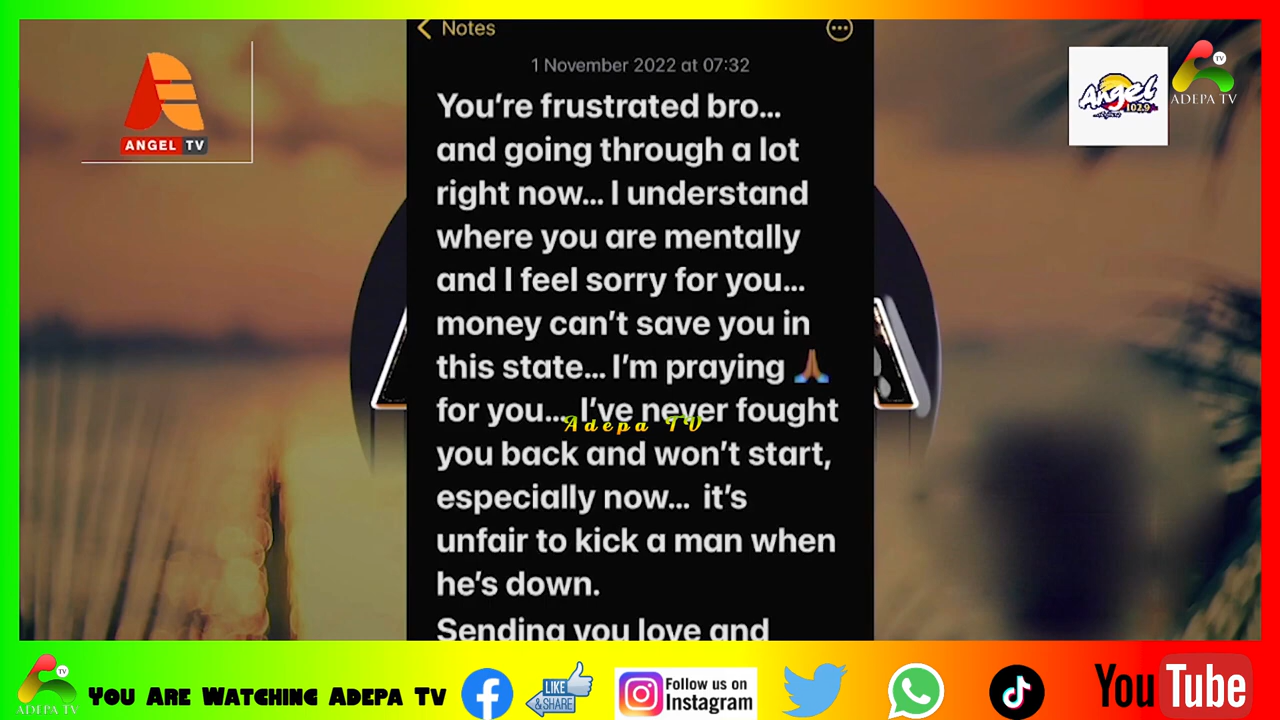 Notes
1 November 2022 at 07:32
You're frustrated bro...
and going through a lot
right now... I understand
where you are mentally
and I feel sorry for you...
money can't save you in
this state... I'm praying 🙏🏾
for you... I've never fought
you back and won't start,
especially now... it's
unfair to kick a man when
he's down.
Sending you love and
Adepa TV
ANGEL TV
Angel
102.9
TV
ADEPA TV
TV
ADEPA TV
You Are Watching Adepa Tv
LIKE
& SHARE
Follow us on
Instagram
YouTube